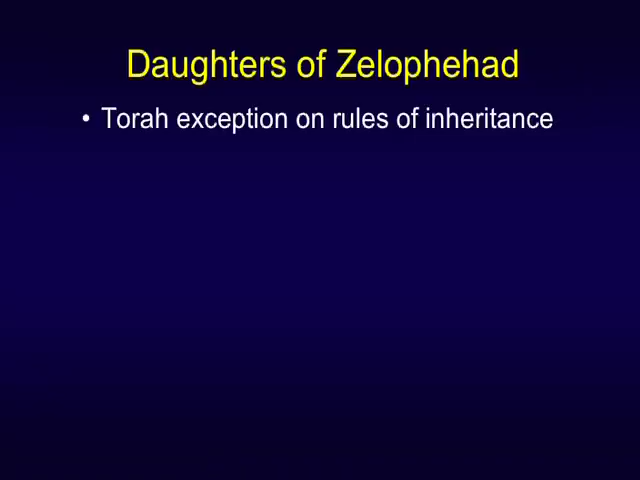 Daughters of Zelophehad
• Torah exception on rules of inheritance